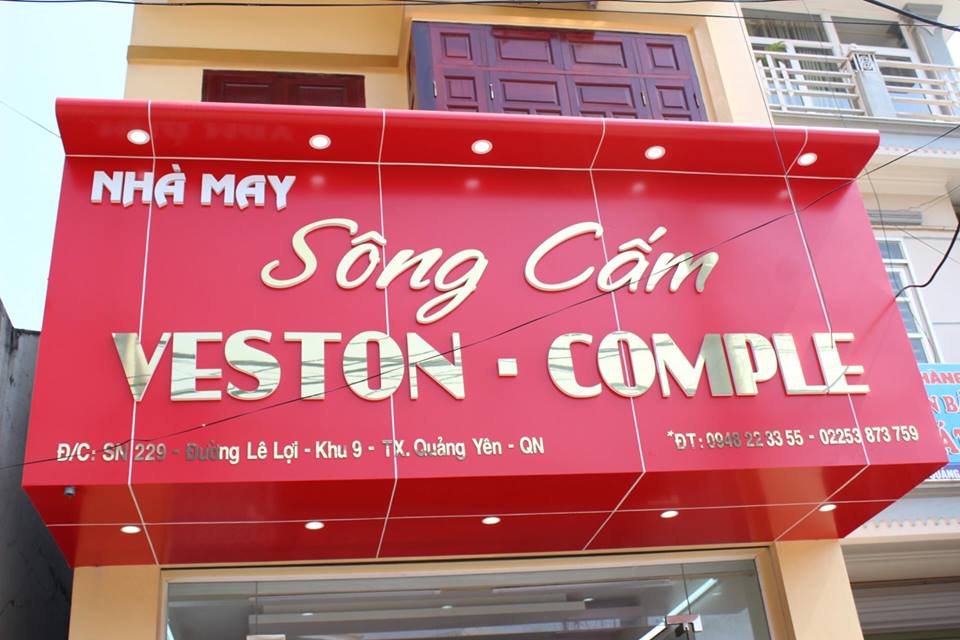 NHÀ MAY
Sông Cấm
VESTON · COMPLE
Đ/C: SN 229 - Đường Lê Lợi - Khu 9 - TX. Quảng Yên - QN
*ĐT: 0948 22 33 55 - 02253 873 759
HÀNG